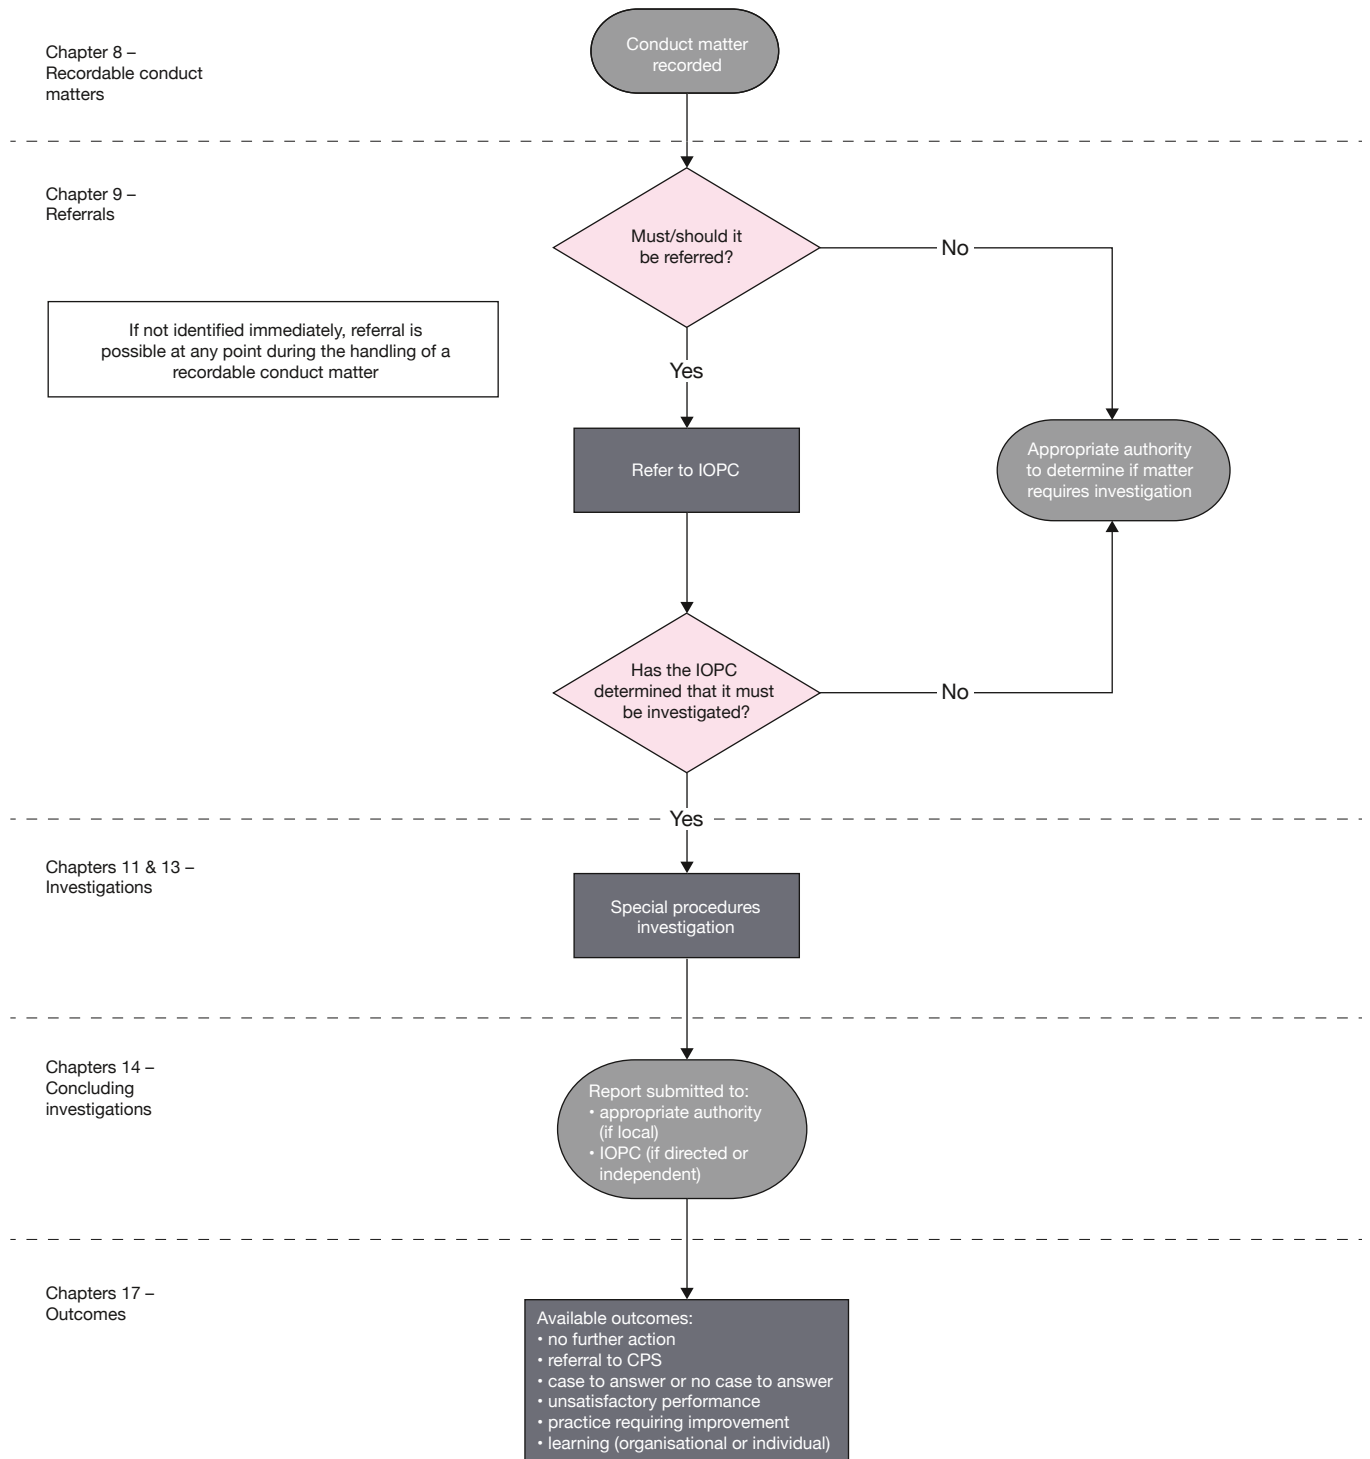 Chapter 8 –
Recordable conduct
matters
Conduct matter
recorded
Chapter 9 –
Referrals
Must/should it
be referred?
No
If not identified immediately, referral is
possible at any point during the handling of a
recordable conduct matter
Yes
Refer to IOPC
Appropriate authority
to determine if matter
requires investigation
Has the IOPC
determined that it must
be investigated?
No
Yes
Chapters 11 & 13 –
Investigations
Special procedures
investigation
Chapters 14 –
Concluding
investigations
Report submitted to:
• appropriate authority
(if local)
• IOPC (if directed or
independent)
Chapters 17 –
Outcomes
Available outcomes:
• no further action
• referral to CPS
• case to answer or no case to answer
• unsatisfactory performance
• practice requiring improvement
• learning (organisational or individual)